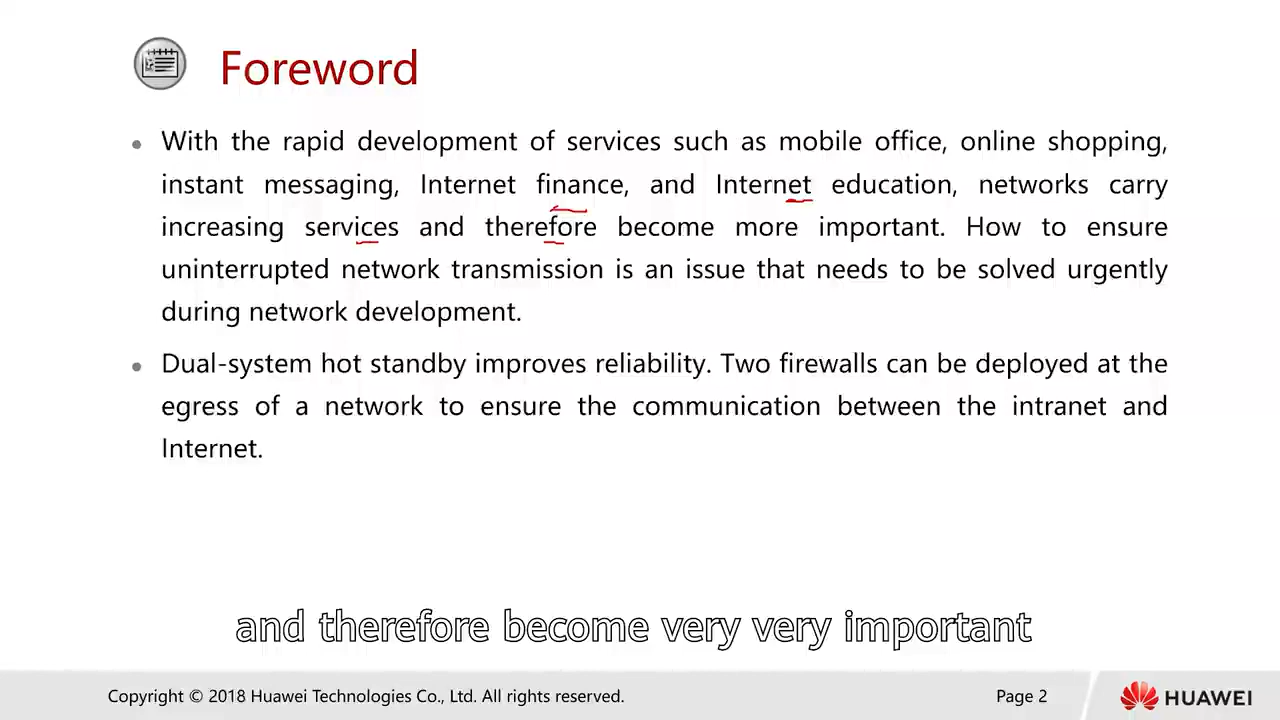 Foreword
• With the rapid development of services such as mobile office, online shopping,
instant messaging, Internet finance, and Internet education, networks carry
increasing services and therefore become more important. How to ensure
uninterrupted network transmission is an issue that needs to be solved urgently
during network development.
• Dual-system hot standby improves reliability. Two firewalls can be deployed at the
egress of a network to ensure the communication between the intranet and
Internet.
and therefore become very very important
Copyright © 2018 Huawei Technologies Co., Ltd. All rights reserved.
Page 2
HUAWEI